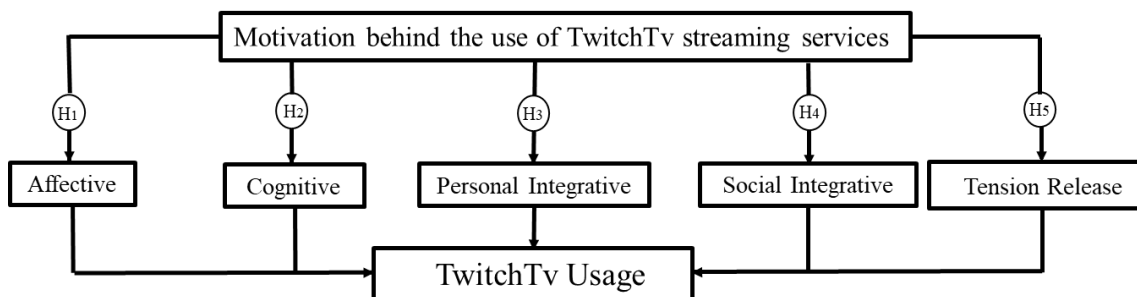 Motivation behind the use of TwitchTv streaming services
H1
H2
H3
H4
H5
Affective
Cognitive
Personal Integrative
Social Integrative
Tension Release
TwitchTv Usage